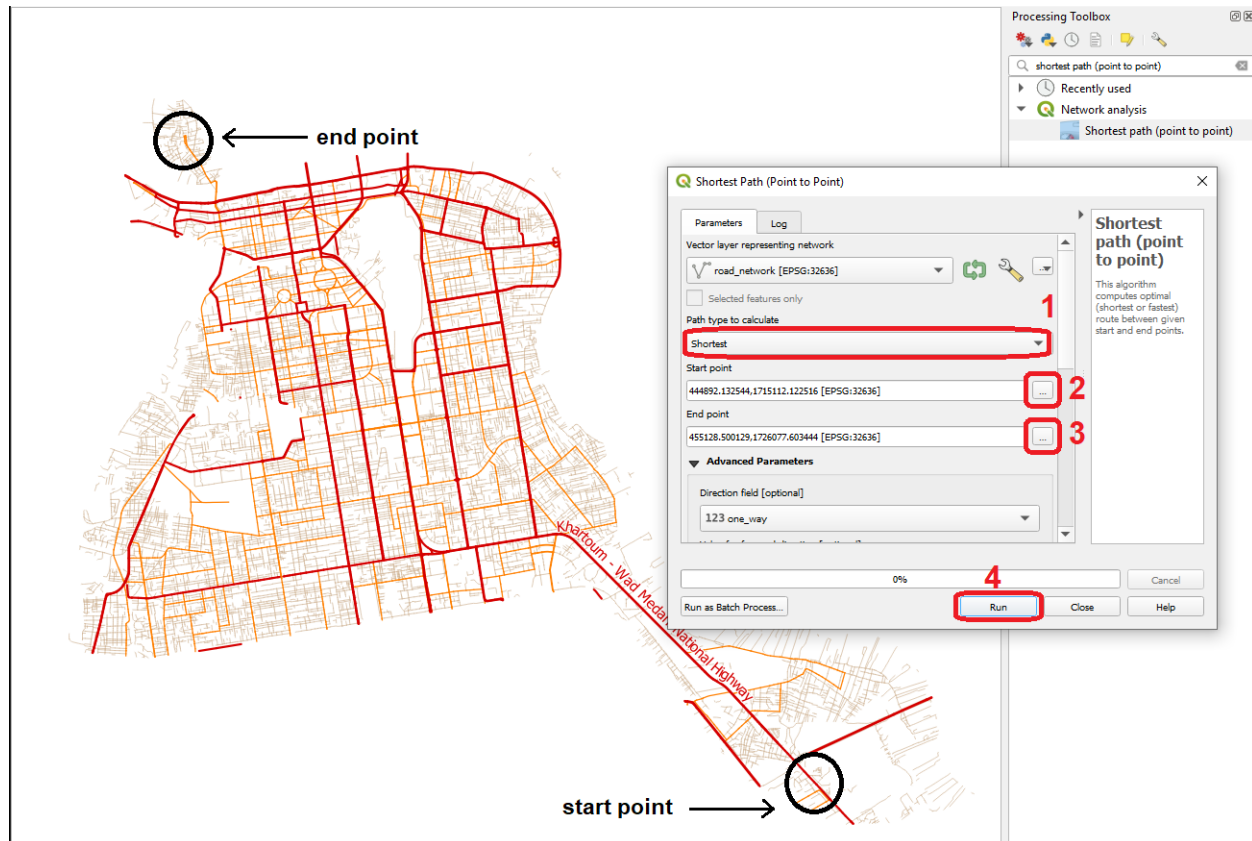 end point
Khartoum - Wad Medani National Highway
start point
Processing Toolbox
shortest path (point to point)
Recently used
Network analysis
Shortest path (point to point)
Shortest Path (Point to Point)
Parameters
Log
Vector layer representing network
road_network [EPSG:32636]
...
Selected features only
Path type to calculate
1
Shortest
Start point
444892.132544,1715112.122516 [EPSG:32636]
...
2
End point
455128.500129,1726077.603444 [EPSG:32636]
...
3
Advanced Parameters
Direction field [optional]
123 one_way
0%
Cancel
4
Run as Batch Process...
Run
Close
Help
Shortest
path (point
to point)
This algorithm
computes optimal
(shortest or fastest)
route between given
start and end points.